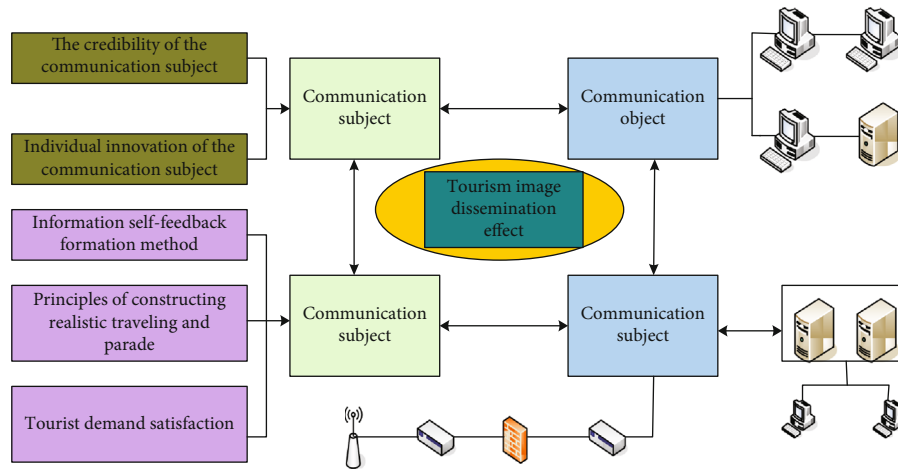 The credibility of the
communication subject
Individual innovation of the
communication subject
Information self-feedback
formation method
Principles of constructing
realistic traveling and
parade
Tourist demand satisfaction
Communication
subject
Communication
object
Tourism image
dissemination
effect
Communication
subject
Communication
subject